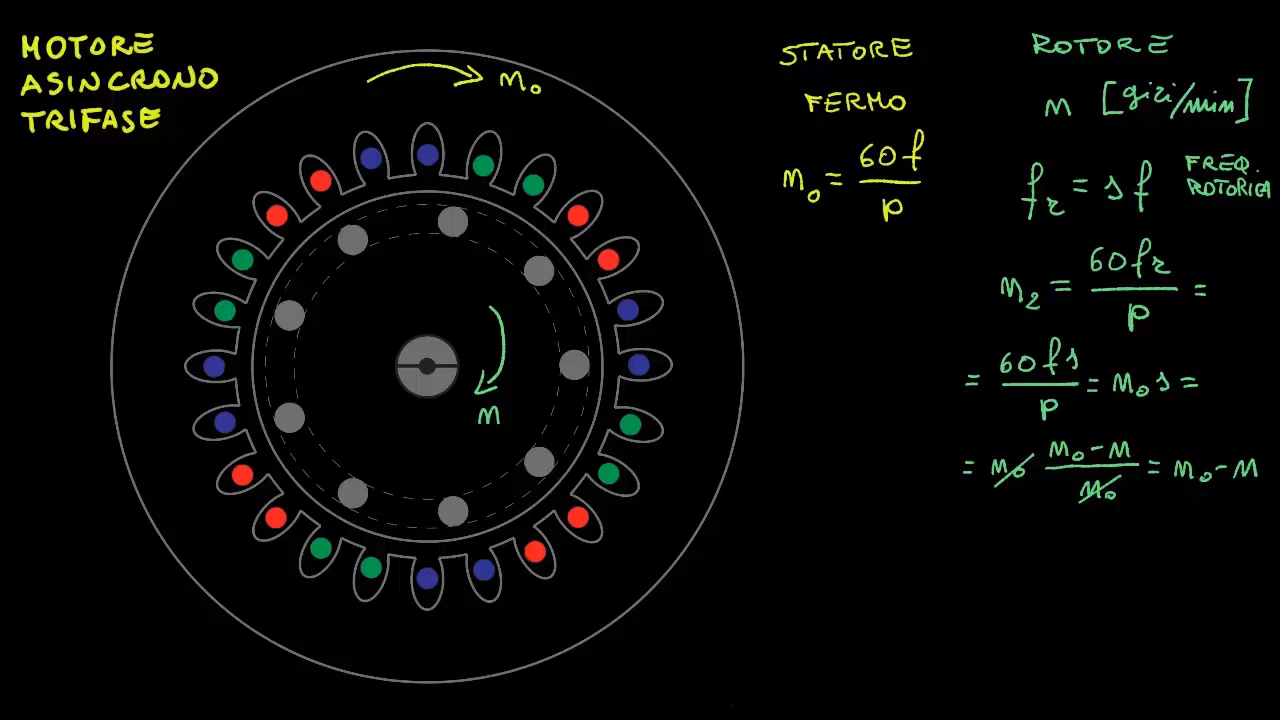 MOTORE
ASINCRONO
TRIFASE
n₀
n
STATORE
FERMO
n₀ = 60f / p
ROTORE
n [giri/min]
f₂ = s f FREQ. ROTORICA
n₂ = 60f₂ / p =
= 60fs / p = n₀ s =
= n₀ (n₀ - n) / n₀ = n₀ - n